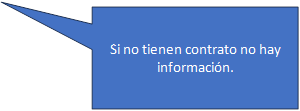 Si no tienen contrato no hay
información.